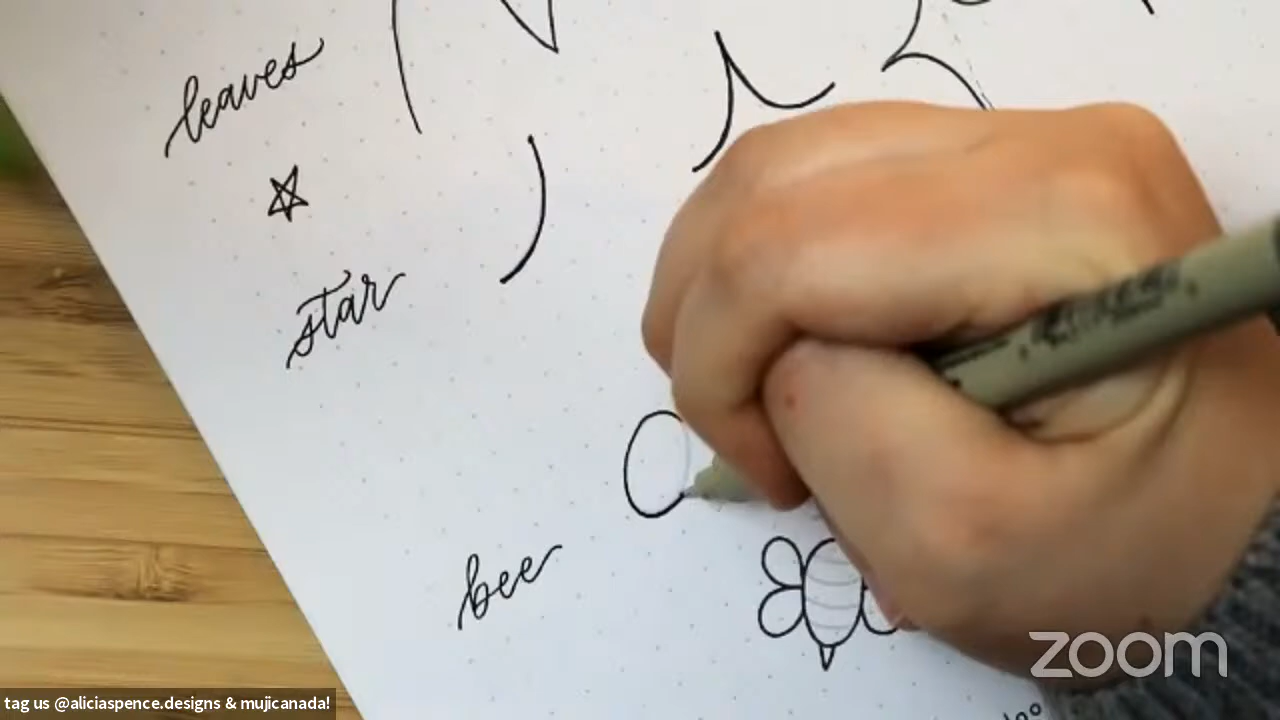 leaves
star
bee
zoom
tag us @aliciaspence.designs & mujicanada!